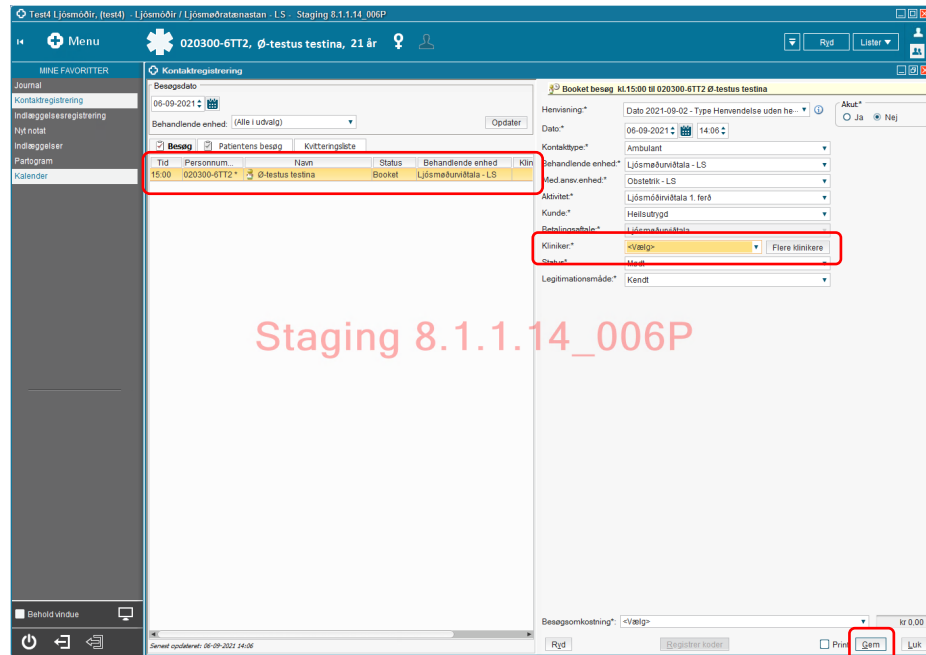 Test4 Ljósmóðir, (test4) - Ljósmóðir / Ljósmøðratænastan - LS - Staging 8.1.1.14_006P
Menu
020300-6TT2, Ø-testus testina, 21 år
Ryd
Lister
MINE FAVORITTER
Journal
Kontaktregistrering
Indlæggelsesregistrering
Nyt notat
Indlæggelser
Partogram
Kalender
Kontaktregistrering
Besøgsdato
06-09-2021
Behandlende enhed: (Alle i udvalg)
Opdater
Besøg Patientens besøg Kvitteringsliste
Tid Personnum... Navn Status Behandlende enhed Klin
15:00 020300-6TT2 * Ø-testus testina Booket Ljósmøðurviðtala - LS
Booket besøg kl.15:00 til 020300-6TT2 Ø-testus testina
Henvisning:* Dato 2021-09-02 - Type Henvendelse uden he...
Akut:*
Ja Nej
Dato:* 06-09-2021 14:06
Kontakttype:* Ambulant
Behandlende enhed:* Ljósmøðurviðtala - LS
Med.ansv.enhed:* Obstetrik - LS
Aktivitet:* Ljósmóðirviðtala 1. ferð
Kunde:* Heilsutrygd
Betalingsaftale:* Ljósmøðurviðtala
Kliniker:* <Vælg> Flere klinikere
Status:* Mødt
Legitimationsmåde:* Kendt
Staging 8.1.1.14_006P
Behold vindue
Besøgsomkostning*: <Vælg> kr 0,00
Senest opdateret: 06-09-2021 14:06
Ryd Registrer koder Print Gem Luk